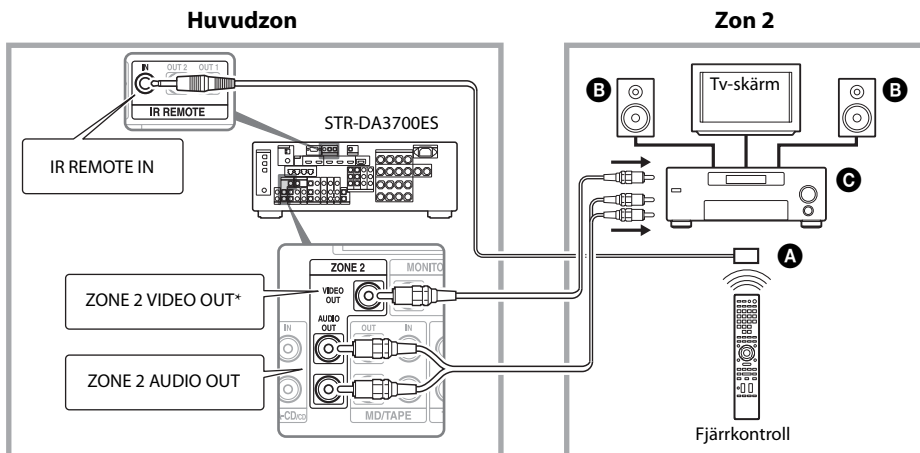 Huvudzon
Zon 2
IN
OUT 2
OUT 1
IR REMOTE
IR REMOTE IN
STR-DA3700ES
Tv-skärm
B
B
C
A
ZONE 2
MONITO
VIDEO OUT
ZONE 2 VIDEO OUT*
AUDIO OUT
IN
OUT
IN
ZONE 2 AUDIO OUT
-CD/CD
MD/TAPE
Fjärrkontroll